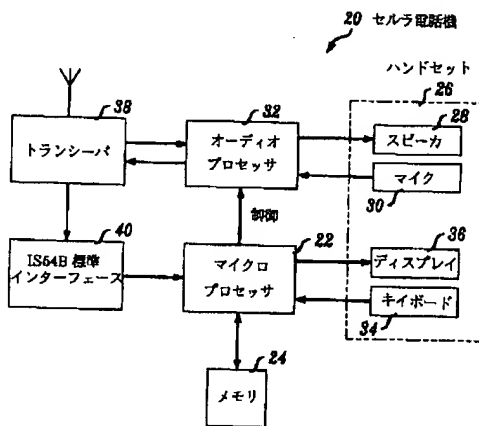 20 セルラ電話機
ハンドセット
26
38
トランシーバ
32
オーディオ
プロセッサ
28
スピーカ
マイク
30
制御
40
IS54B 標準
インターフェース
22
マイクロ
プロセッサ
36
ディスプレイ
キイボード
34
24
メモリ